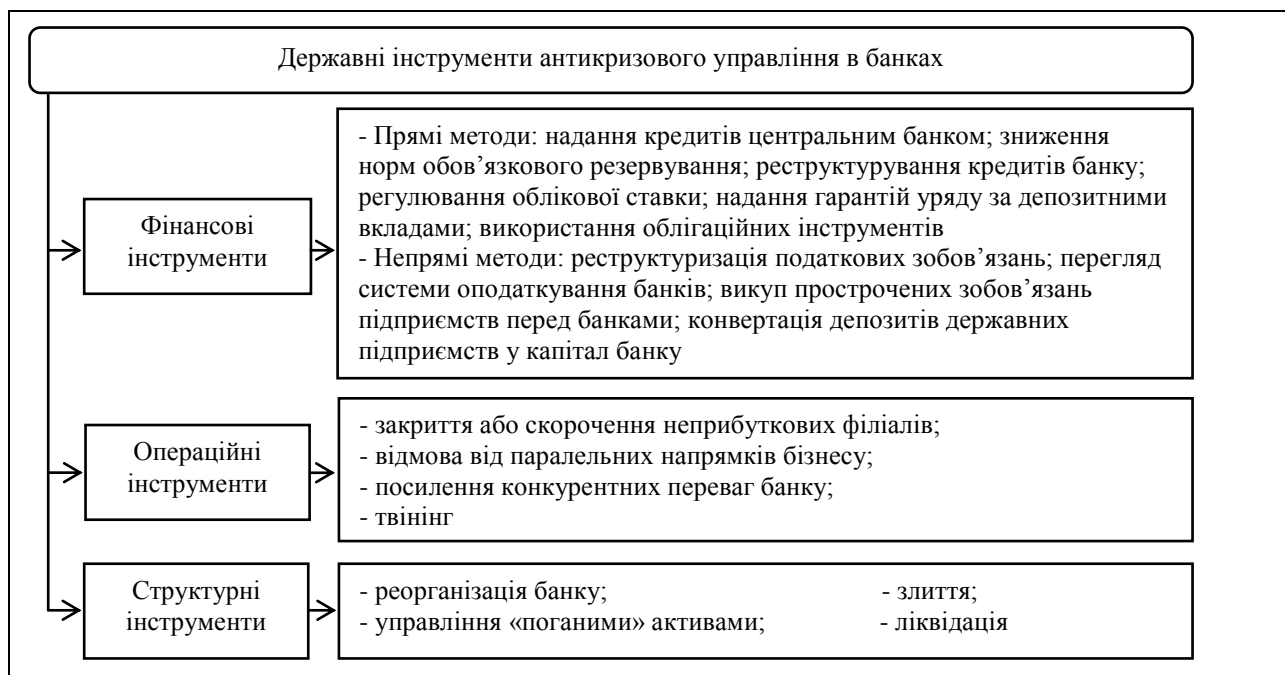 Державні інструменти антикризового управління в банках
Фінансові
інструменти
- Прямі методи: надання кредитів центральним банком; зниження
норм обов’язкового резервування; реструктурування кредитів банку;
регулювання облікової ставки; надання гарантій уряду за депозитними
вкладами; використання облігаційних інструментів
- Непрямі методи: реструктуризація податкових зобов’язань; перегляд
системи оподаткування банків; викуп прострочених зобов’язань
підприємств перед банками; конвертація депозитів державних
підприємств у капітал банку
Операційні
інструменти
- закриття або скорочення неприбуткових філіалів;
- відмова від паралельних напрямків бізнесу;
- посилення конкурентних переваг банку;
- твінінг
Структурні
інструменти
- реорганізація банку; - злиття;
- управління «поганими» активами; - ліквідація